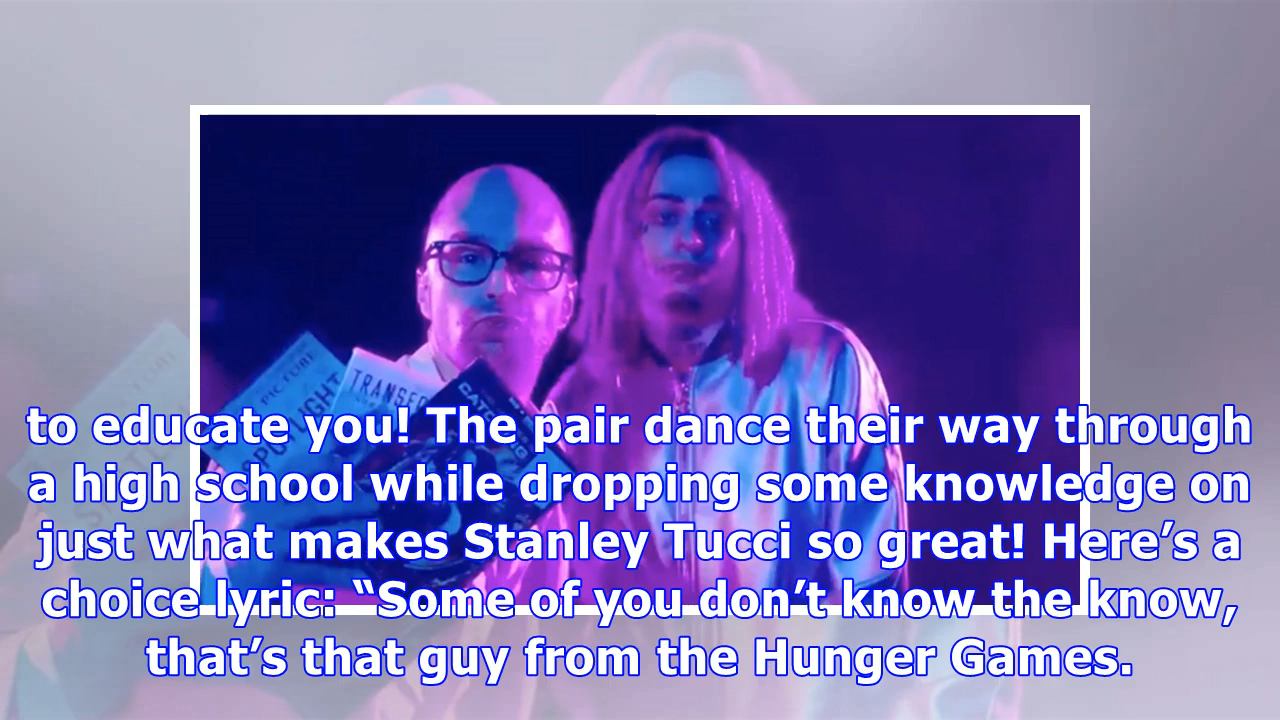 PICTURE
SPOTLIGHT
to educate you! The pair dance their way through
a high school while dropping some knowledge on
just what makes Stanley Tucci so great! Here’s a
choice lyric: “Some of you don’t know the know,
that’s that guy from the Hunger Games.